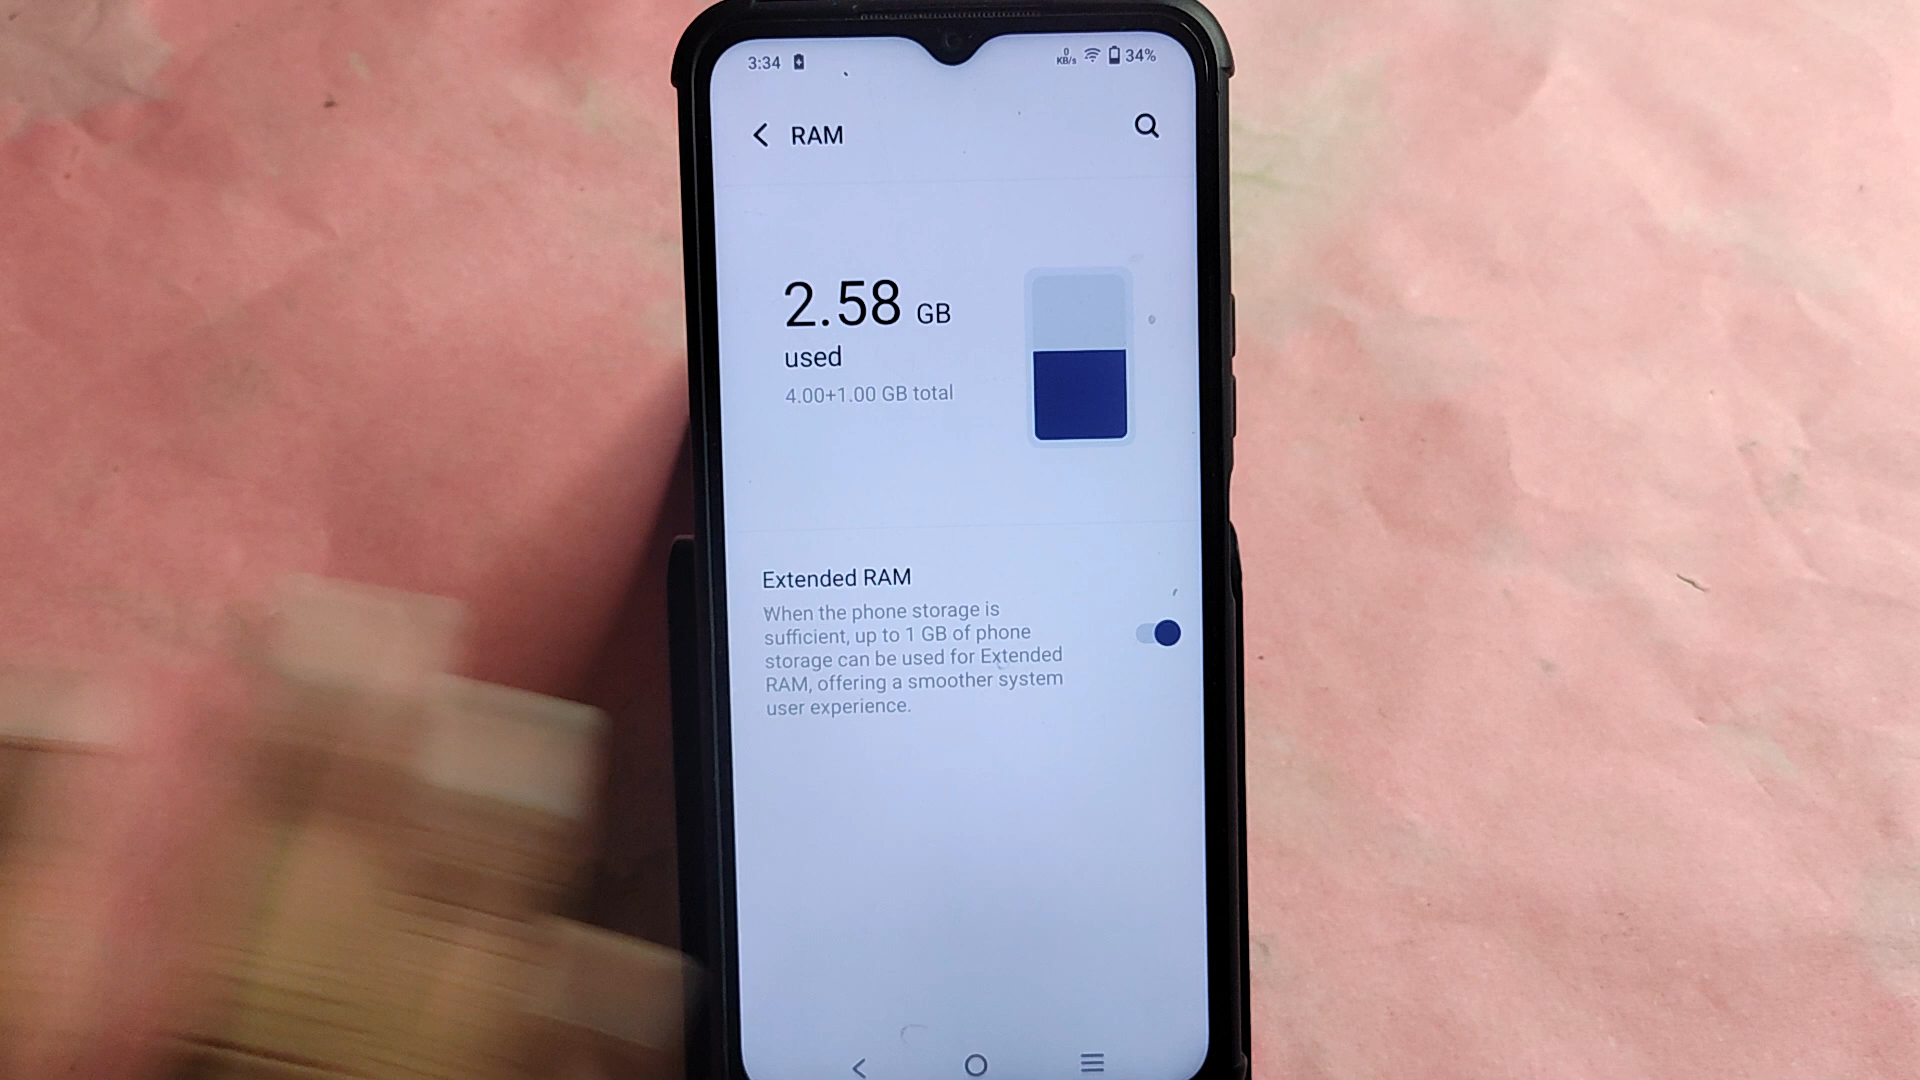 3:34 0 KB/s 34%
RAM
2.58 GB
used
4.00+1.00 GB total
Extended RAM
When the phone storage is
sufficient, up to 1 GB of phone
storage can be used for Extended
RAM, offering a smoother system
user experience.